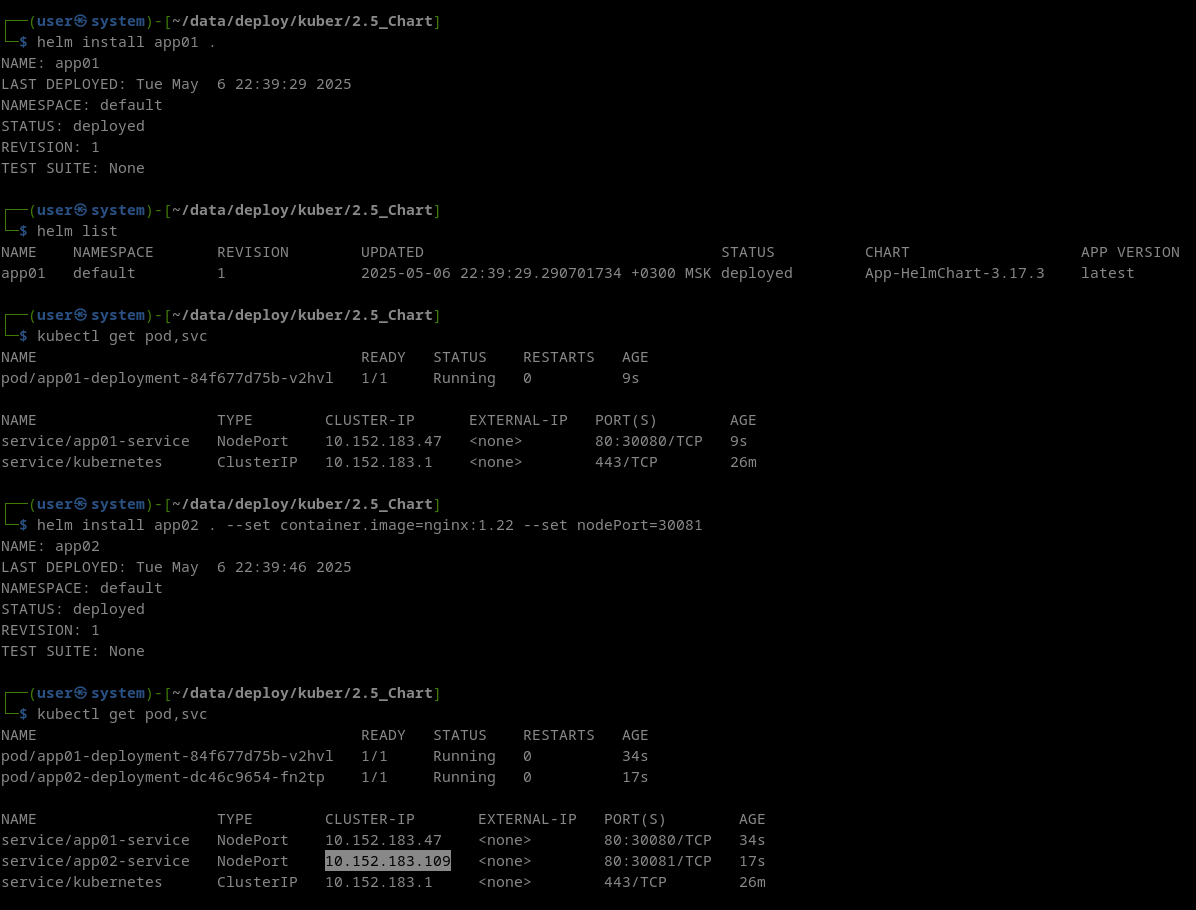 ┌──(user㉿system)-[~/data/deploy/kuber/2.5_Chart]
└─$ helm install app01 .
NAME: app01
LAST DEPLOYED: Tue May  6 22:39:29 2025
NAMESPACE: default
STATUS: deployed
REVISION: 1
TEST SUITE: None
┌──(user㉿system)-[~/data/deploy/kuber/2.5_Chart]
└─$ helm list
NAME    NAMESPACE       REVISION        UPDATED                                 STATUS          CHART                   APP VERSION
app01   default         1               2025-05-06 22:39:29.290701734 +0300 MSK deployed        App-HelmChart-3.17.3    latest
┌──(user㉿system)-[~/data/deploy/kuber/2.5_Chart]
└─$ kubectl get pod,svc
NAME                                    READY   STATUS    RESTARTS   AGE
pod/app01-deployment-84f677d75b-v2hvl   1/1     Running   0          9s
NAME                    TYPE        CLUSTER-IP      EXTERNAL-IP   PORT(S)        AGE
service/app01-service   NodePort    10.152.183.47   <none>        80:30080/TCP   9s
service/kubernetes      ClusterIP   10.152.183.1    <none>        443/TCP        26m
┌──(user㉿system)-[~/data/deploy/kuber/2.5_Chart]
└─$ helm install app02 . --set container.image=nginx:1.22 --set nodePort=30081
NAME: app02
LAST DEPLOYED: Tue May  6 22:39:46 2025
NAMESPACE: default
STATUS: deployed
REVISION: 1
TEST SUITE: None
┌──(user㉿system)-[~/data/deploy/kuber/2.5_Chart]
└─$ kubectl get pod,svc
NAME                                    READY   STATUS    RESTARTS   AGE
pod/app01-deployment-84f677d75b-v2hvl   1/1     Running   0          34s
pod/app02-deployment-dc46c9654-fn2tp    1/1     Running   0          17s
NAME                    TYPE        CLUSTER-IP       EXTERNAL-IP   PORT(S)        AGE
service/app01-service   NodePort    10.152.183.47    <none>        80:30080/TCP   34s
service/app02-service   NodePort    10.152.183.109   <none>        80:30081/TCP   17s
service/kubernetes      ClusterIP   10.152.183.1     <none>        443/TCP        26m